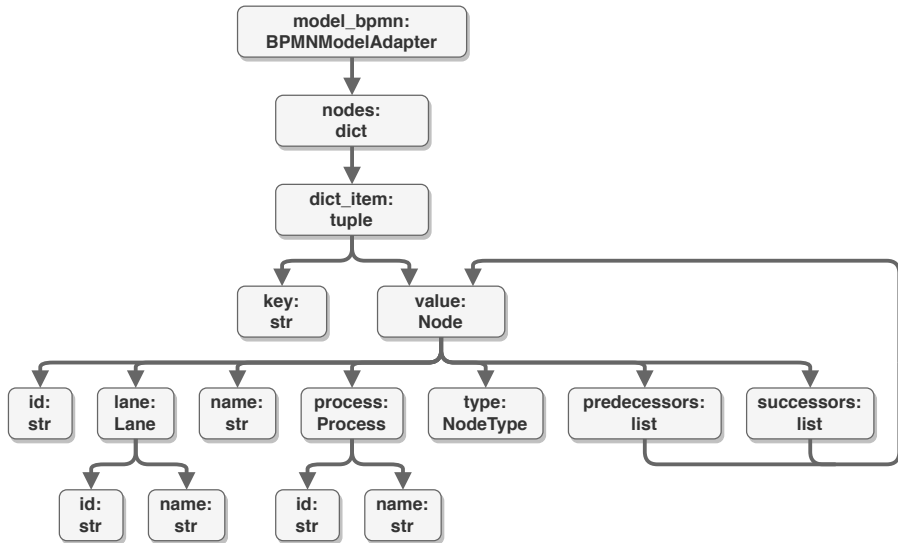 model_bpmn:
BPMNModelAdapter
nodes:
dict
dict_item:
tuple
key:
str
value:
Node
id:
str
lane:
Lane
name:
str
process:
Process
type:
NodeType
predecessors:
list
successors:
list
id:
str
name:
str
id:
str
name:
str